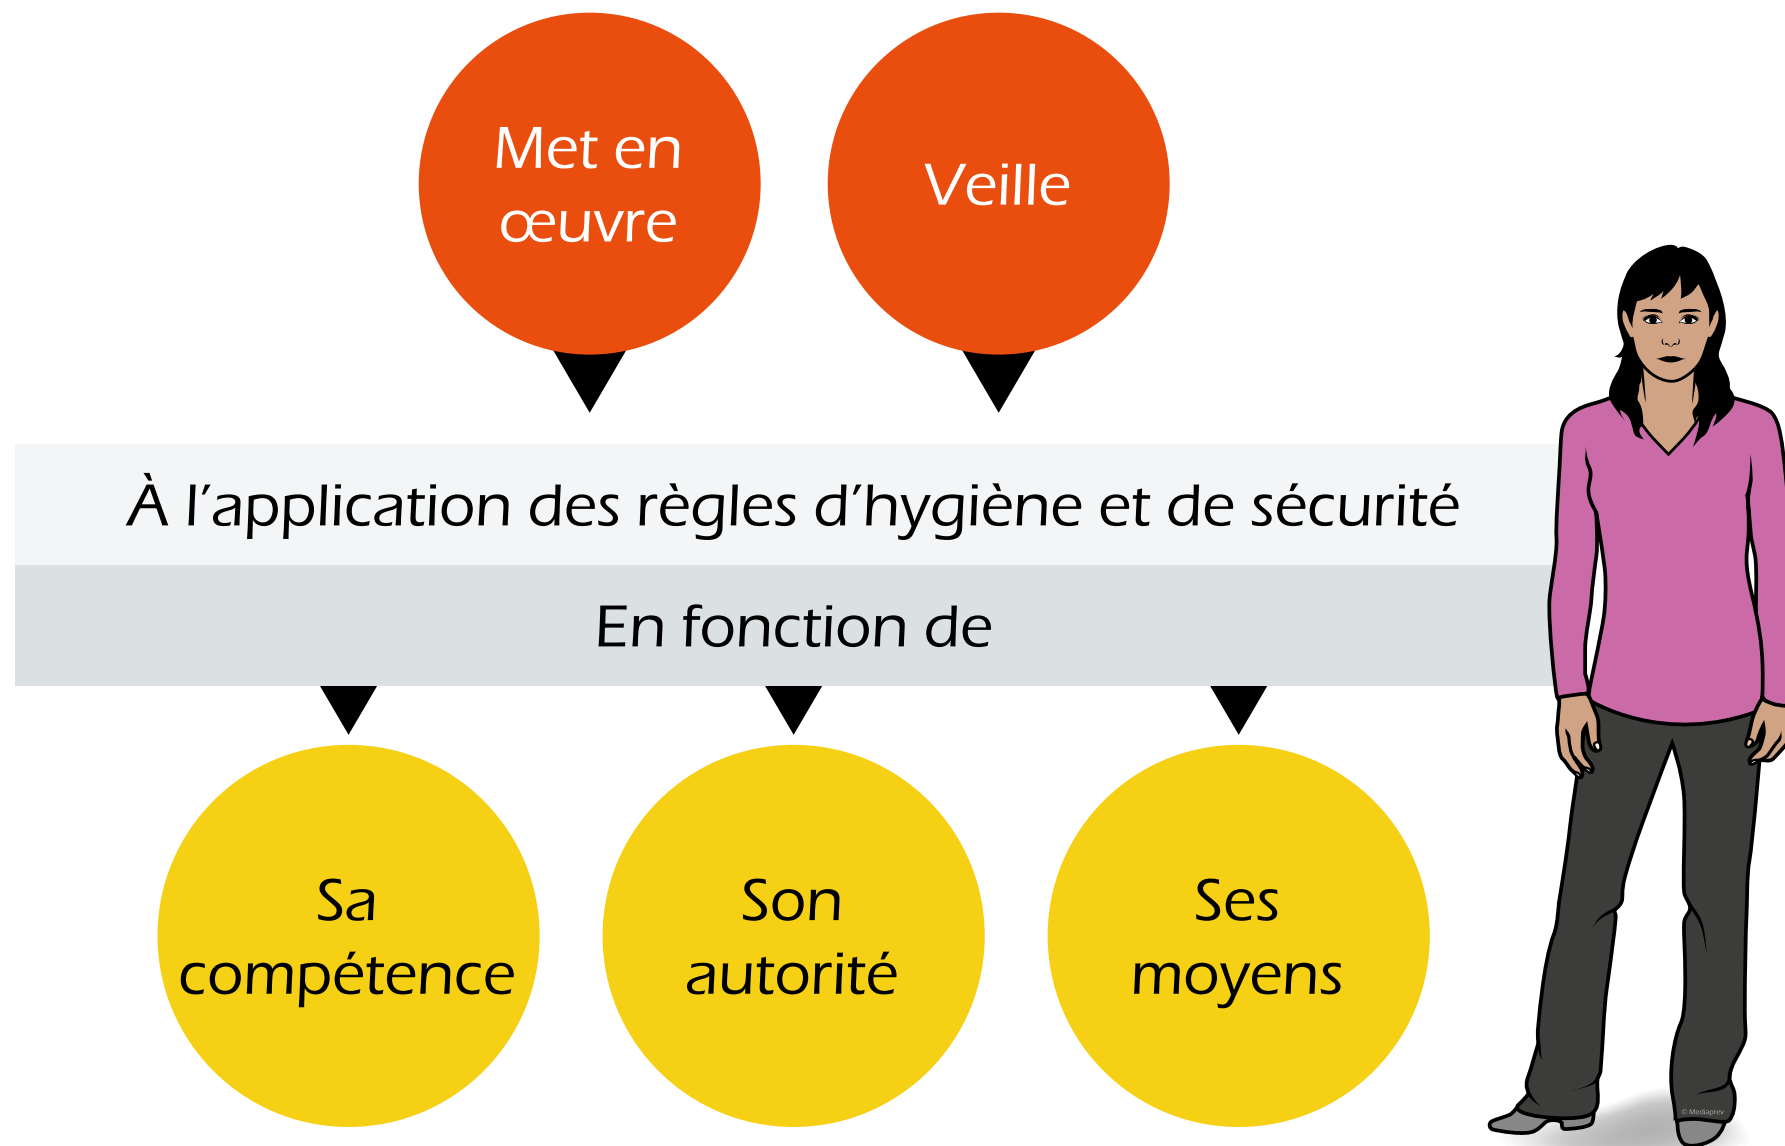 Met en
œuvre
Veille
À l'application des règles d'hygiène et de sécurité
En fonction de
Sa
compétence
Son
autorité
Ses
moyens
© Mediaprev